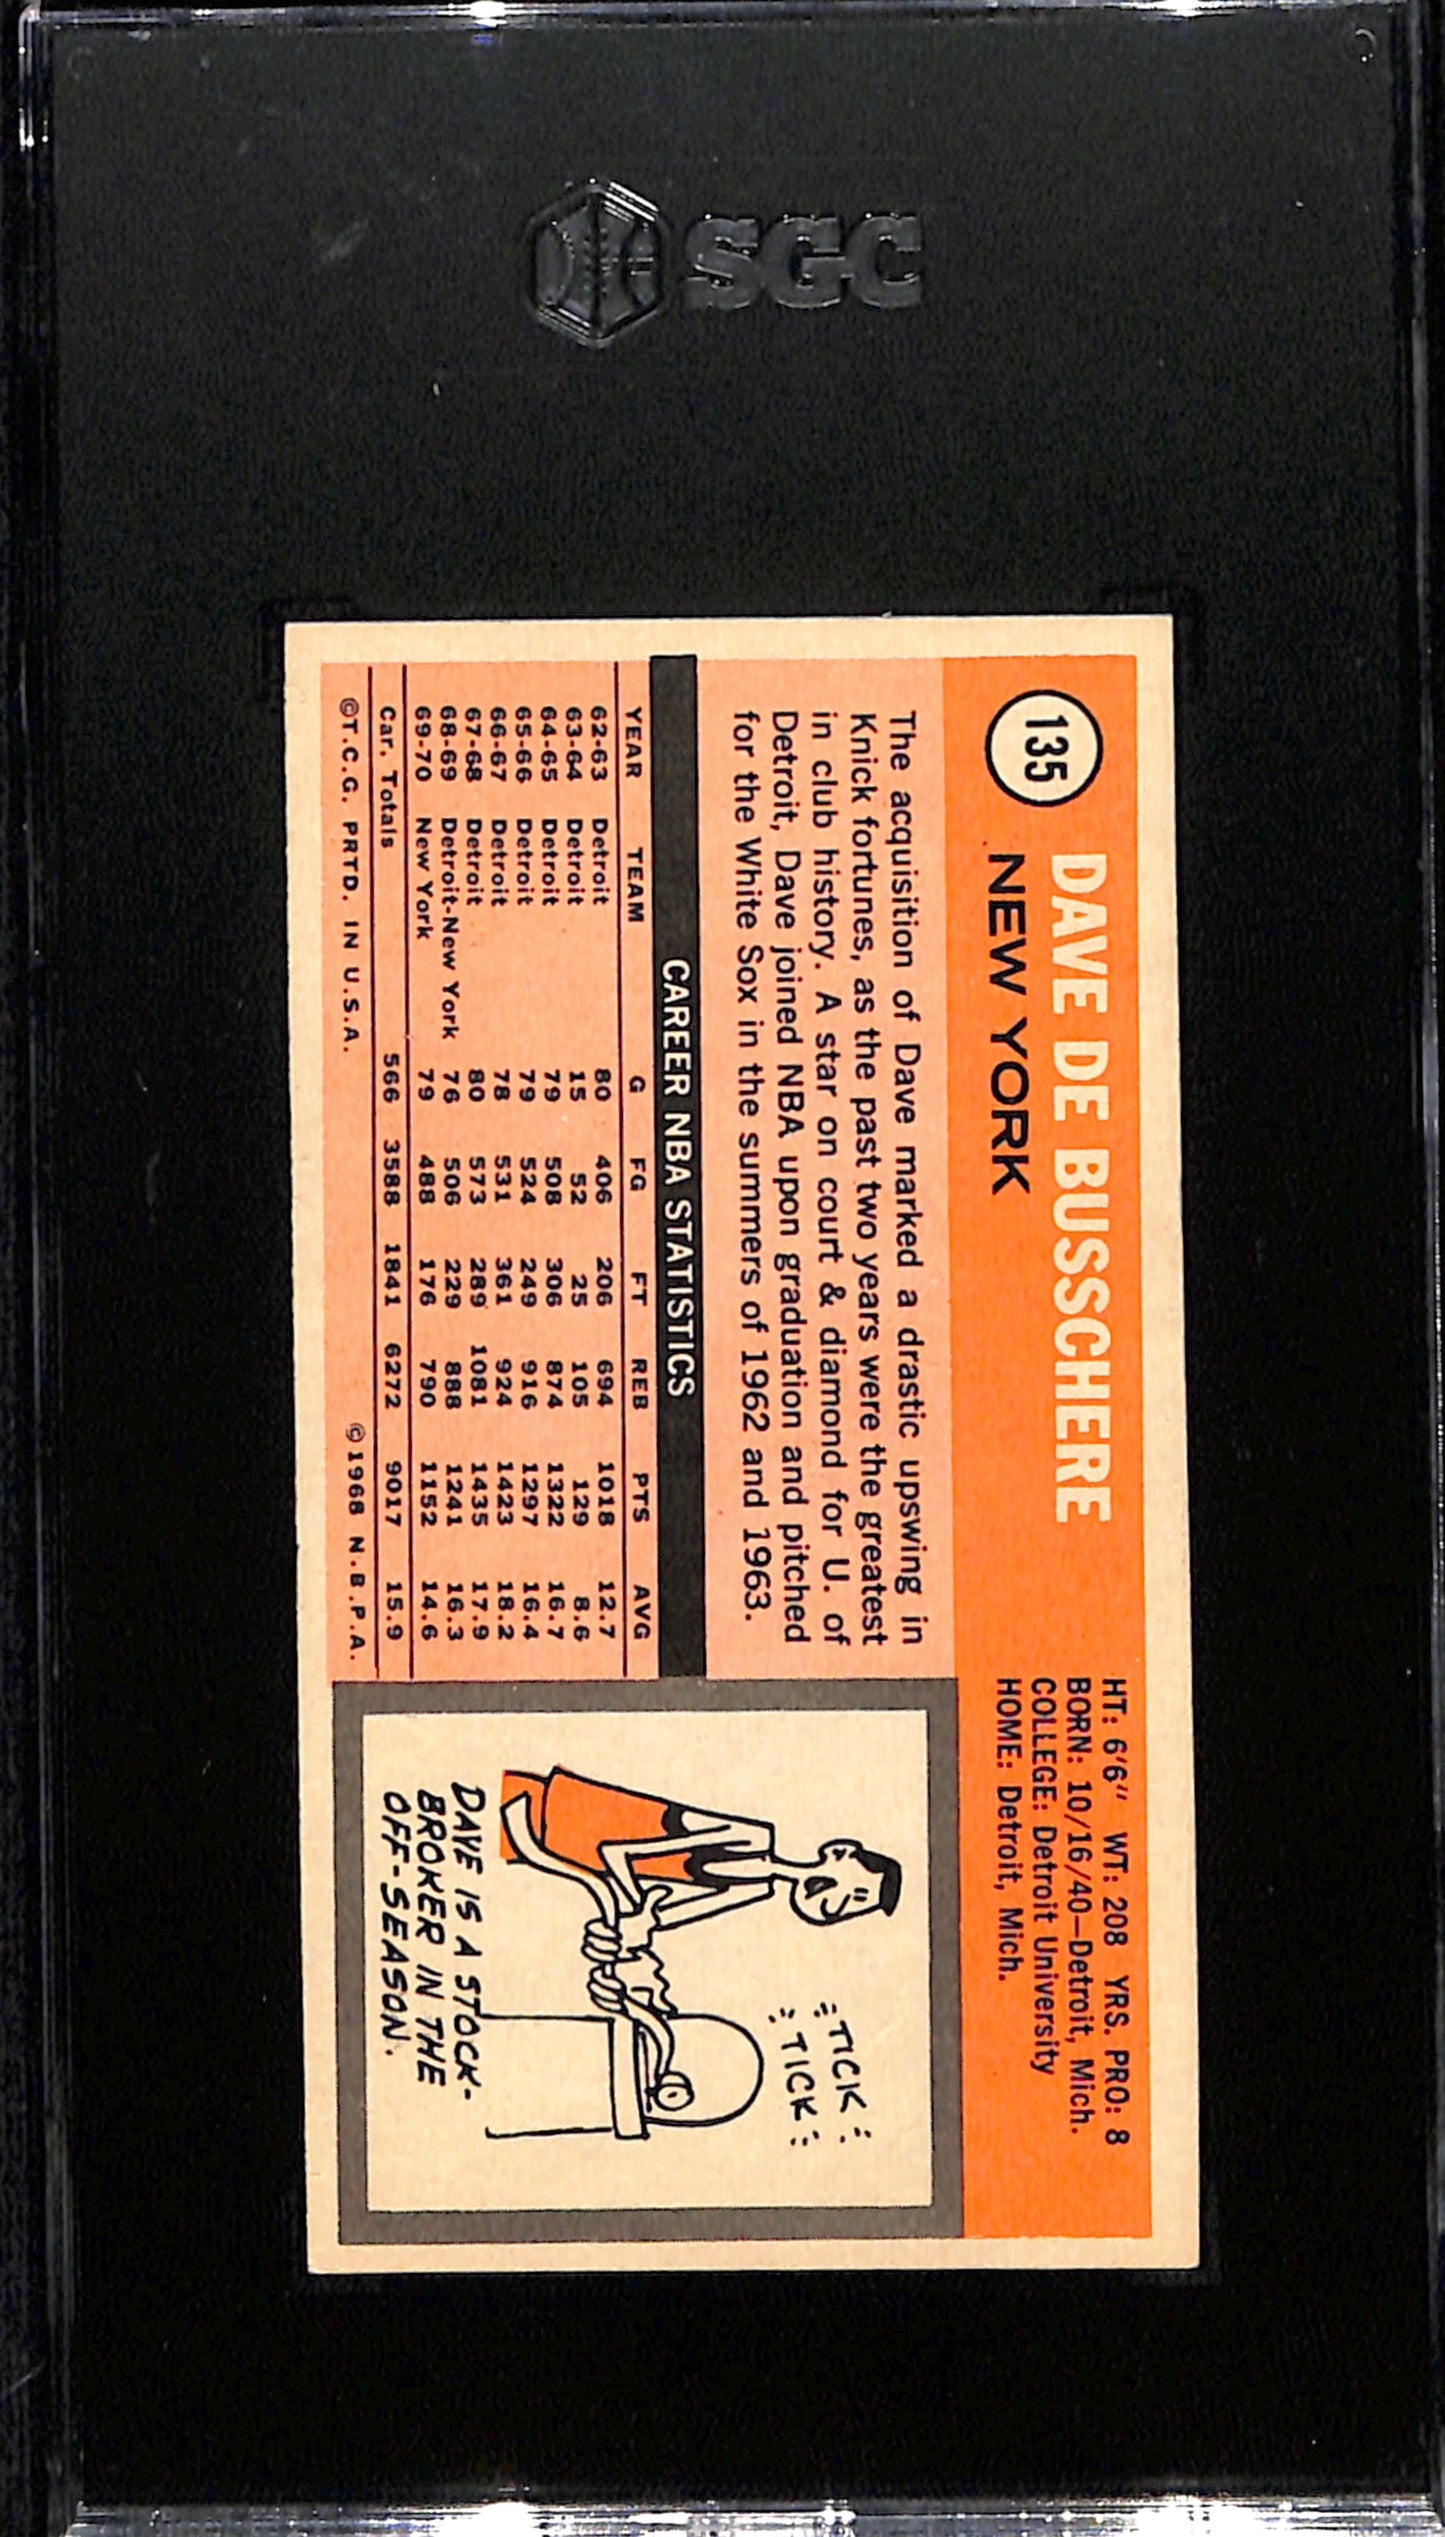 SGC
135
DAVE DE BUSSCHERE
NEW YORK
HT: 6'6" WT: 208 YRS. PRO: 8
BORN: 10/16/40—Detroit, Mich.
COLLEGE: Detroit University
HOME: Detroit, Mich.
The acquisition of Dave marked a drastic upswing in
Knick fortunes, as the past two years were the greatest
in club history. A star on court & diamond for U. of
Detroit, Dave joined NBA upon graduation and pitched
for the White Sox in the summers of 1962 and 1963.
CAREER NBA STATISTICS
YEAR TEAM G FG FT REB PTS AVG
62-63 Detroit 80 406 206 694 1018 12.7
63-64 Detroit 15 52 25 105 129 8.6
64-65 Detroit 79 508 306 874 1322 16.7
65-66 Detroit 79 524 249 916 1297 16.4
66-67 Detroit 78 531 361 924 1423 18.2
67-68 Detroit 80 573 289 1081 1435 17.9
68-69 Detroit-New York 76 506 229 888 1241 16.3
69-70 New York 79 488 176 790 1152 14.6
Car. Totals 566 3588 1841 6272 9017 15.9
©T.C.G. PRTD. IN U.S.A. ©1968 N.B.P.A.
TICK
TICK
DAVE IS A STOCK-
BROKER IN THE
OFF-SEASON.